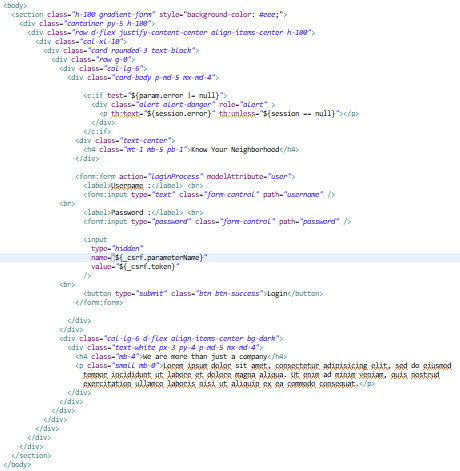 <body>
<section class="h-100 gradient-form" style="background-color: #eee;">
<div class="container py-5 h-100">
<div class="row d-flex justify-content-center align-items-center h-100">
<div class="col-xl-10">
<div class="card rounded-3 text-black">
<div class="row g-0">
<div class="col-lg-6">
<div class="card-body p-md-5 mx-md-4">
<c:if test="${param.error != null}">
<div class="alert alert-danger" role="alert" >
<p th:text="${session.error}" th:unless="${session == null}"></p>
</div>
</c:if>
<div class="text-center">
<h4 class="mt-1 mb-5 pb-1">Know Your Neighborhood</h4>
</div>
<form:form action="loginProcess" modelAttribute="user">
<label>Username :</label> <br>
<form:input type="text" class="form-control" path="username" />
<br>
<label>Password :</label> <br>
<form:input type="password" class="form-control" path="password" />
<input
type="hidden"
name="${_csrf.parameterName}"
value="${_csrf.token}"
/>
<br>
<button type="submit" class="btn btn-success">Login</button>
</form:form>
</div>
</div>
<div class="col-lg-6 d-flex align-items-center bg-dark">
<div class="text-white px-3 py-4 p-md-5 mx-md-4">
<h4 class="mb-4">We are more than just a company</h4>
<p class="small mb-0">Lorem ipsum dolor sit amet, consectetur adipisicing elit, sed do eiusmod
tempor incididunt ut labore et dolore magna aliqua. Ut enim ad minim veniam, quis nostrud
exercitation ullamco laboris nisi ut aliquip ex ea commodo consequat.</p>
</div>
</div>
</div>
</div>
</div>
</div>
</div>
</section>
</body>